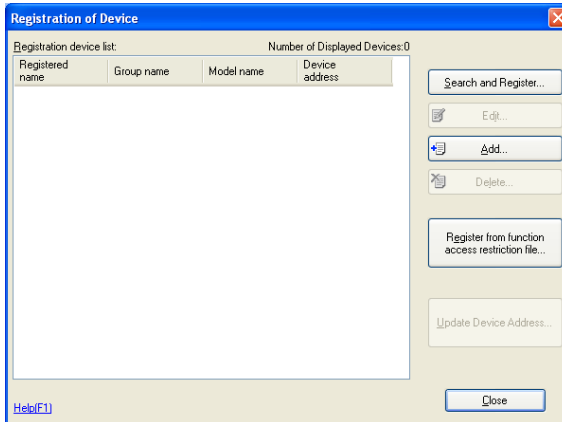 Registration of Device
Registration device list: Number of Displayed Devices:0
Registered name Group name Model name Device address
Search and Register...
Edit...
Add...
Delete...
Register from function
access restriction file...
Update Device Address...
Help(F1)
Close